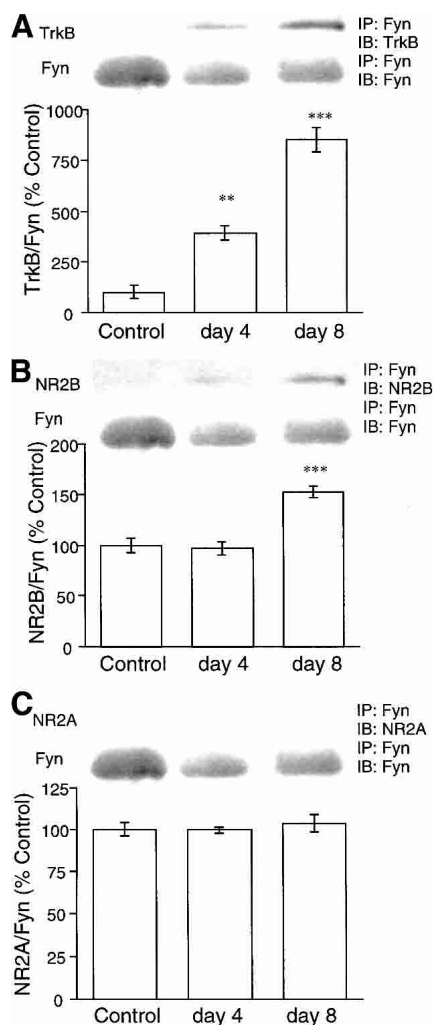 A
TrkB
IP: Fyn
IB: TrkB
Fyn
IP: Fyn
IB: Fyn
TrkB/Fyn (% Control)
1000
750
500
250
0
**
***
Control day 4 day 8
B
NR2B
IP: Fyn
IB: NR2B
Fyn
IP: Fyn
IB: Fyn
NR2B/Fyn (% Control)
200
150
100
50
0
***
Control day 4 day 8
C
NR2A
IP: Fyn
IB: NR2A
Fyn
IP: Fyn
IB: Fyn
NR2A/Fyn (% Control)
125
100
75
50
25
0
Control day 4 day 8